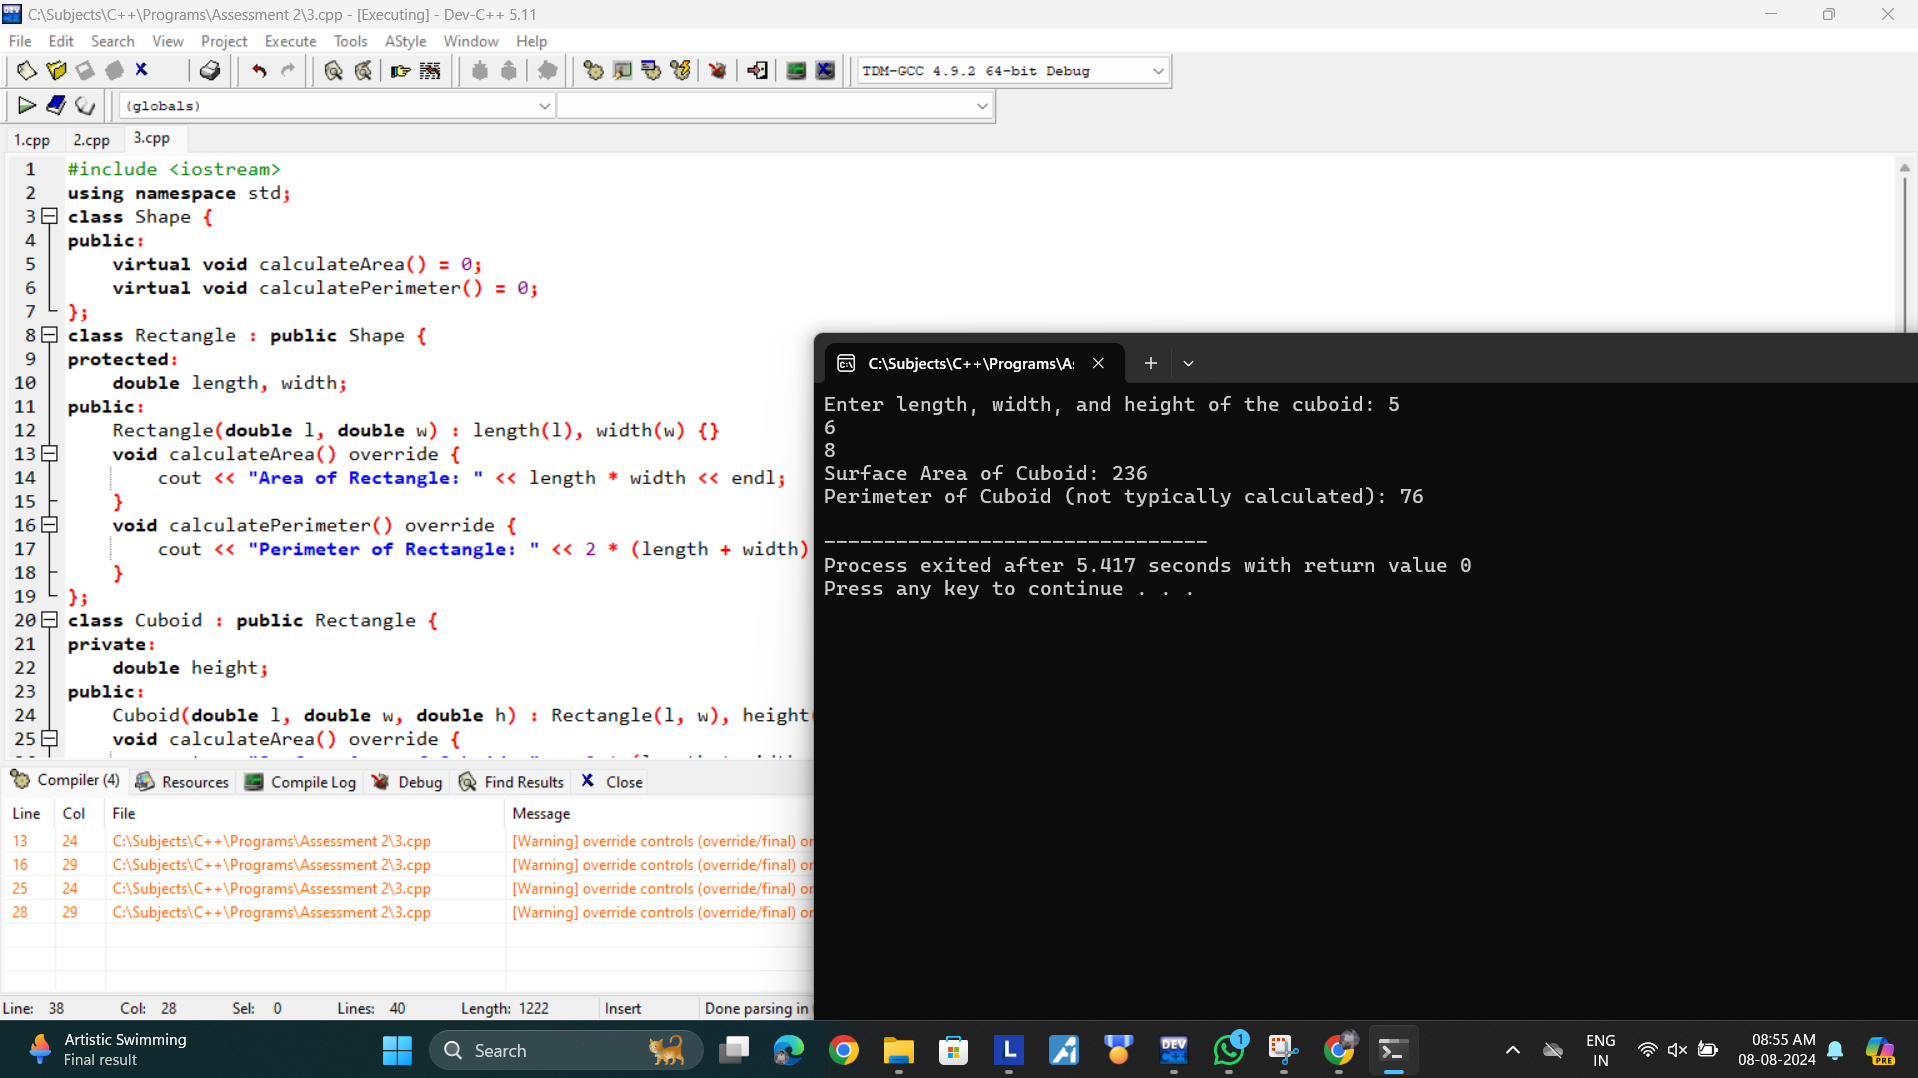 C:\Subjects\C++\Programs\Assessment 2\3.cpp - [Executing] - Dev-C++ 5.11
File Edit Search View Project Execute Tools AStyle Window Help
TDM-GCC 4.9.2 64-bit Debug
(globals)
1.cpp 2.cpp 3.cpp
1 #include <iostream>
2 using namespace std;
3 class Shape {
4 public:
5 virtual void calculateArea() = 0;
6 virtual void calculatePerimeter() = 0;
7 };
8 class Rectangle : public Shape {
9 protected:
10 double length, width;
11 public:
12 Rectangle(double l, double w) : length(l), width(w) {}
13 void calculateArea() override {
14 cout << "Area of Rectangle: " << length * width << endl;
15 }
16 void calculatePerimeter() override {
17 cout << "Perimeter of Rectangle: " << 2 * (length + width)
18 }
19 };
20 class Cuboid : public Rectangle {
21 private:
22 double height;
23 public:
24 Cuboid(double l, double w, double h) : Rectangle(l, w), height(
25 void calculateArea() override {
C:\Subjects\C++\Programs\A
Enter length, width, and height of the cuboid: 5
6
8
Surface Area of Cuboid: 236
Perimeter of Cuboid (not typically calculated): 76
--------------------------------
Process exited after 5.417 seconds with return value 0
Press any key to continue . . .
Compiler (4) Resources Compile Log Debug Find Results Close
Line Col File Message
13 24 C:\Subjects\C++\Programs\Assessment 2\3.cpp [Warning] override controls (override/final) or
16 29 C:\Subjects\C++\Programs\Assessment 2\3.cpp [Warning] override controls (override/final) or
25 24 C:\Subjects\C++\Programs\Assessment 2\3.cpp [Warning] override controls (override/final) or
28 29 C:\Subjects\C++\Programs\Assessment 2\3.cpp [Warning] override controls (override/final) or
Line: 38 Col: 28 Sel: 0 Lines: 40 Length: 1222 Insert Done parsing in
Artistic Swimming
Final result
Search
DEV
L
1
ENG
IN
08:55 AM
08-08-2024
PRE